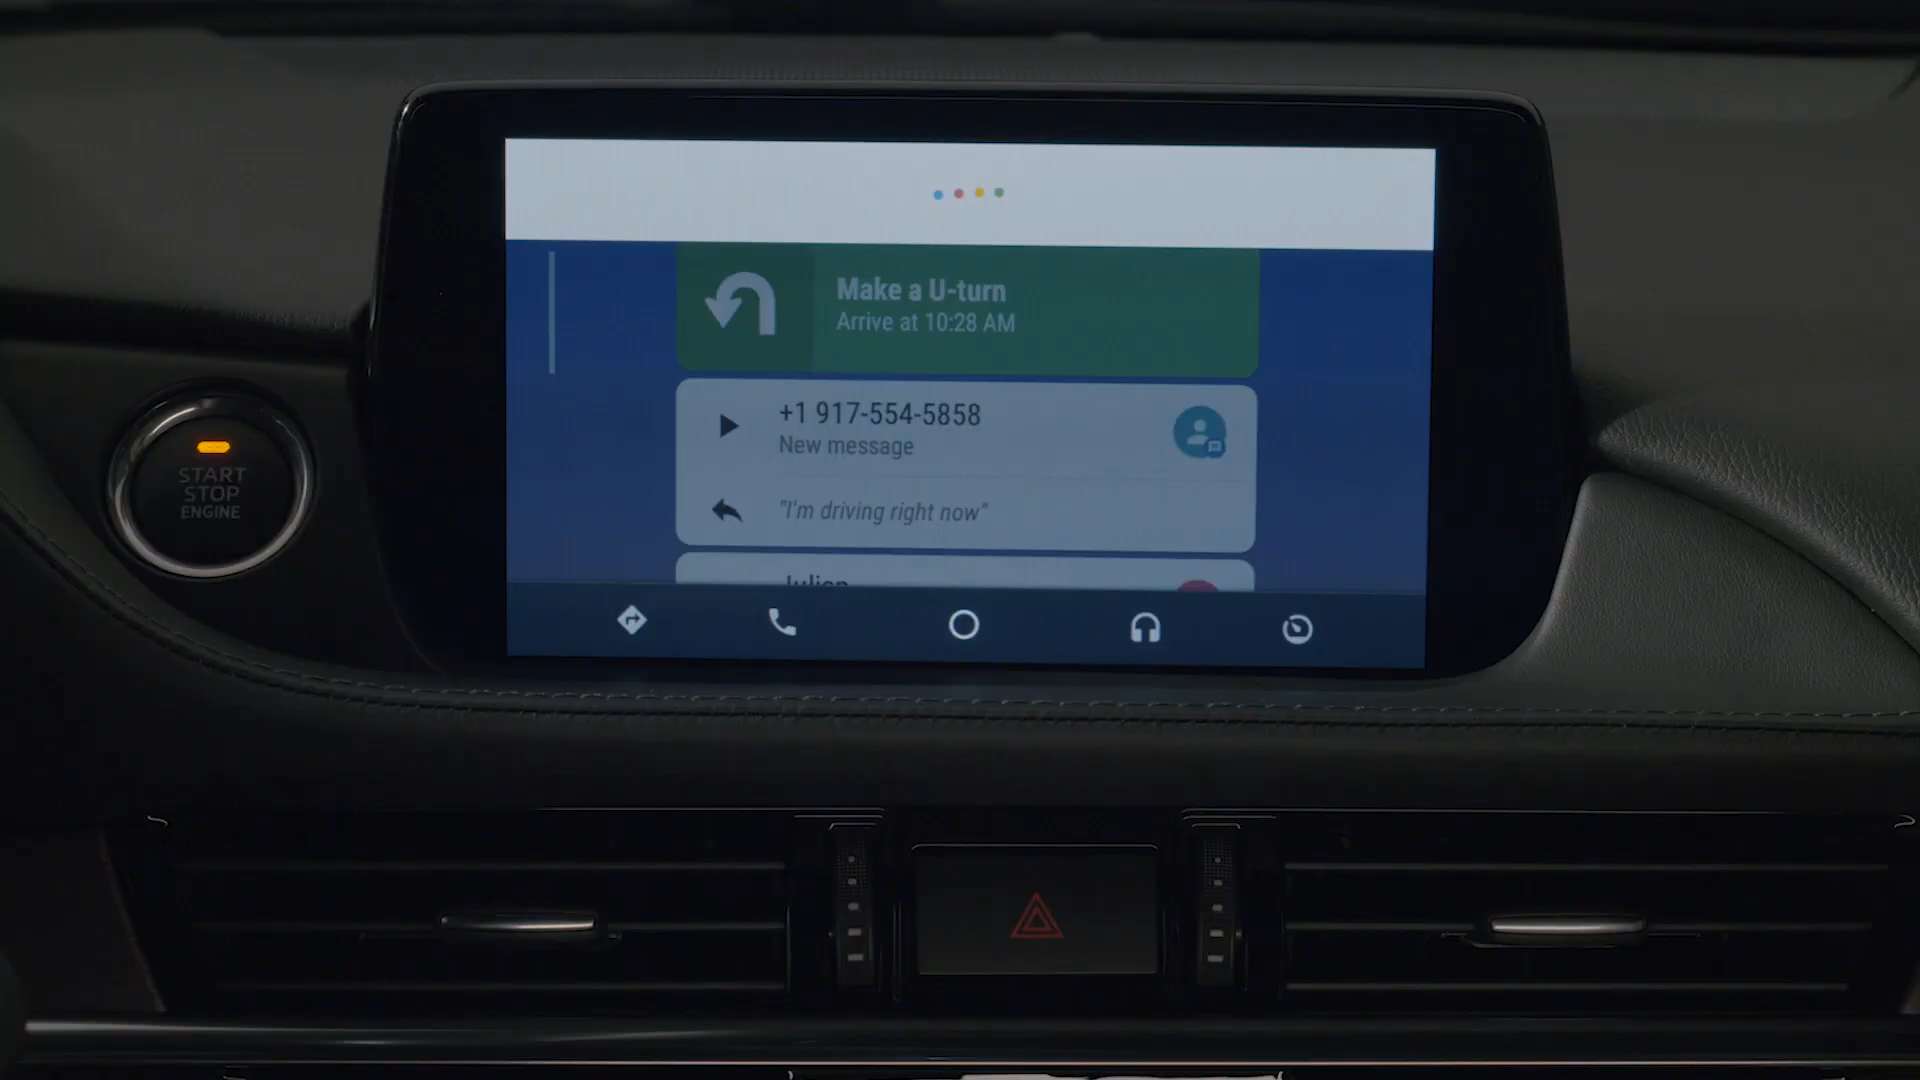 Make a U-turn
Arrive at 10:28 AM
+1 917-554-5858
New message
"I'm driving right now"
Julien
START
STOP
ENGINE